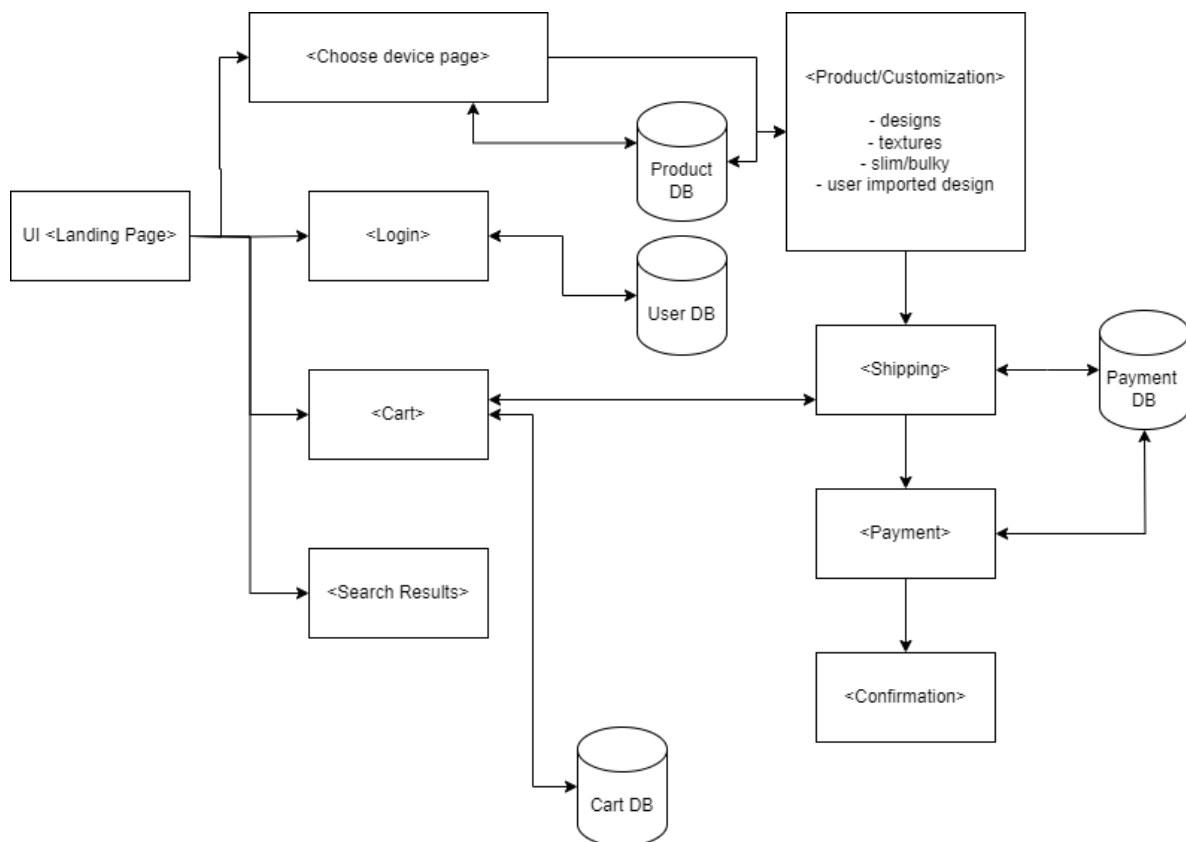 <Choose device page>
<Product/Customization>
- designs
- textures
- slim/bulky
- user imported design
Product
DB
UI <Landing Page>
<Login>
User DB
<Cart>
<Shipping>
Payment
DB
<Search Results>
<Payment>
<Confirmation>
Cart DB